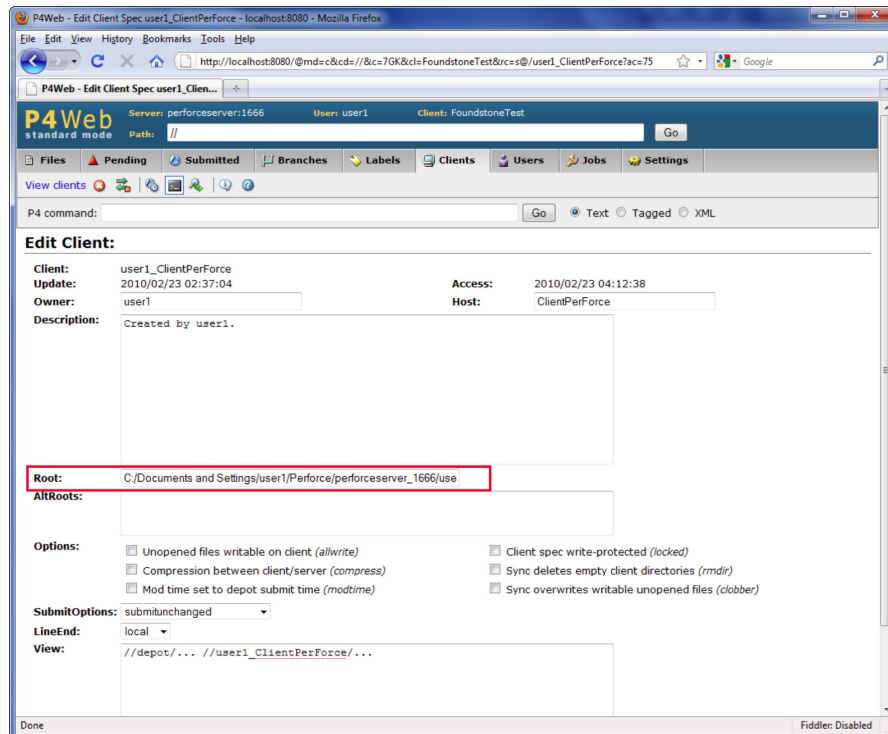 P4Web - Edit Client Spec user1_ClientPerForce - localhost:8080 - Mozilla Firefox
File Edit View History Bookmarks Tools Help
http://localhost:8080/@md=c&cd=//&c=7GK&cl=FoundstoneTest&rc=s@/user1_ClientPerForce?ac=75 Google
P4Web - Edit Client Spec user1_Clien...
P4Web Server: perforceserver:1666 User: user1 Client: FoundstoneTest
standard mode Path: // Go
Files Pending Submitted Branches Labels Clients Users Jobs Settings
View clients
P4 command: Go Text Tagged XML
Edit Client:
Client: user1_ClientPerForce
Update: 2010/02/23 02:37:04 Access: 2010/02/23 04:12:38
Owner: user1 Host: ClientPerForce
Description: Created by user1.
Root: C:/Documents and Settings/user1/Perforce/perforceserver_1666/use
AltRoots:
Options: Unopened files writable on client (allwrite) Client spec write-protected (locked)
Compression between client/server (compress) Sync deletes empty client directories (rmdir)
Mod time set to depot submit time (modtime) Sync overwrites writable unopened files (clobber)
SubmitOptions: submitunchanged
LineEnd: local
View: //depot/... //user1_ClientPerForce/...
Done Fiddler: Disabled